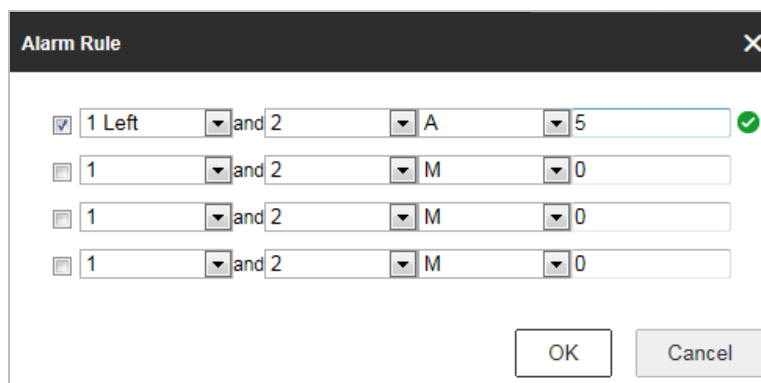 Alarm Rule
1 Left and 2 A 5
1 and 2 M 0
1 and 2 M 0
1 and 2 M 0
OK Cancel